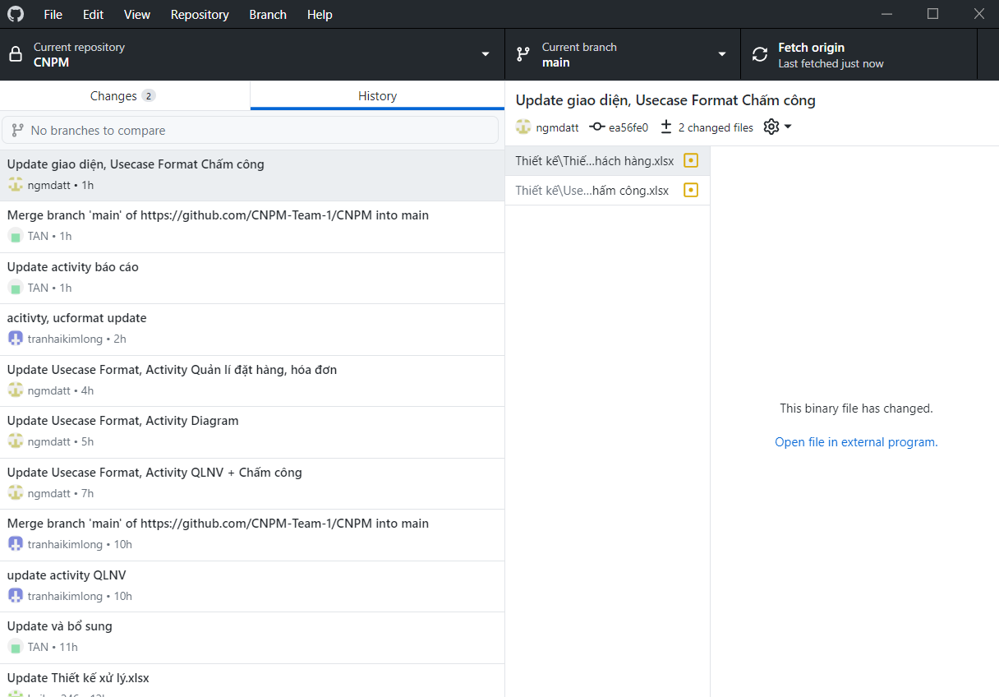 File Edit View Repository Branch Help
Current repository
CNPM
Current branch
main
Fetch origin
Last fetched just now
Changes 2
History
No branches to compare
Update giao diện, Usecase Format Chấm công
ngmdatt • 1h
Merge branch 'main' of https://github.com/CNPM-Team-1/CNPM into main
TAN • 1h
Update activity báo cáo
TAN • 1h
acitivty, ucformat update
tranhaikimlong • 2h
Update Usecase Format, Activity Quản lí đặt hàng, hóa đơn
ngmdatt • 4h
Update Usecase Format, Activity Diagram
ngmdatt • 5h
Update Usecase Format, Activity QLNV + Chấm công
ngmdatt • 7h
Merge branch 'main' of https://github.com/CNPM-Team-1/CNPM into main
tranhaikimlong • 10h
update activity QLNV
tranhaikimlong • 10h
Update và bổ sung
TAN • 11h
Update Thiết kế xử lý.xlsx
Update giao diện, Usecase Format Chấm công
ngmdatt ea56fe0 2 changed files
Thiết kế\Thiế...hách hàng.xlsx
Thiết kế\Use...hấm công.xlsx
This binary file has changed.
Open file in external program.